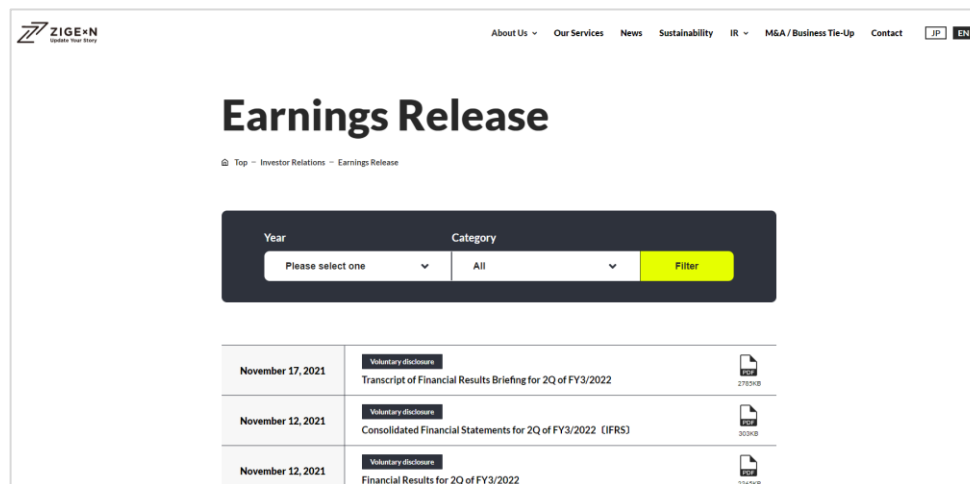 ZIGExN
Update Your Story
About Us Our Services News Sustainability IR M&A / Business Tie-Up Contact JP EN
Earnings Release
Top - Investor Relations - Earnings Release
Year Category
Please select one All Filter
Voluntary disclosure
November 17, 2021 Transcript of Financial Results Briefing for 2Q of FY3/2022 PDF
2785KB
Voluntary disclosure
November 12, 2021 Consolidated Financial Statements for 2Q of FY3/2022〔IFRS〕 PDF
303KB
Voluntary disclosure
November 12, 2021 Financial Results for 2Q of FY3/2022 PDF